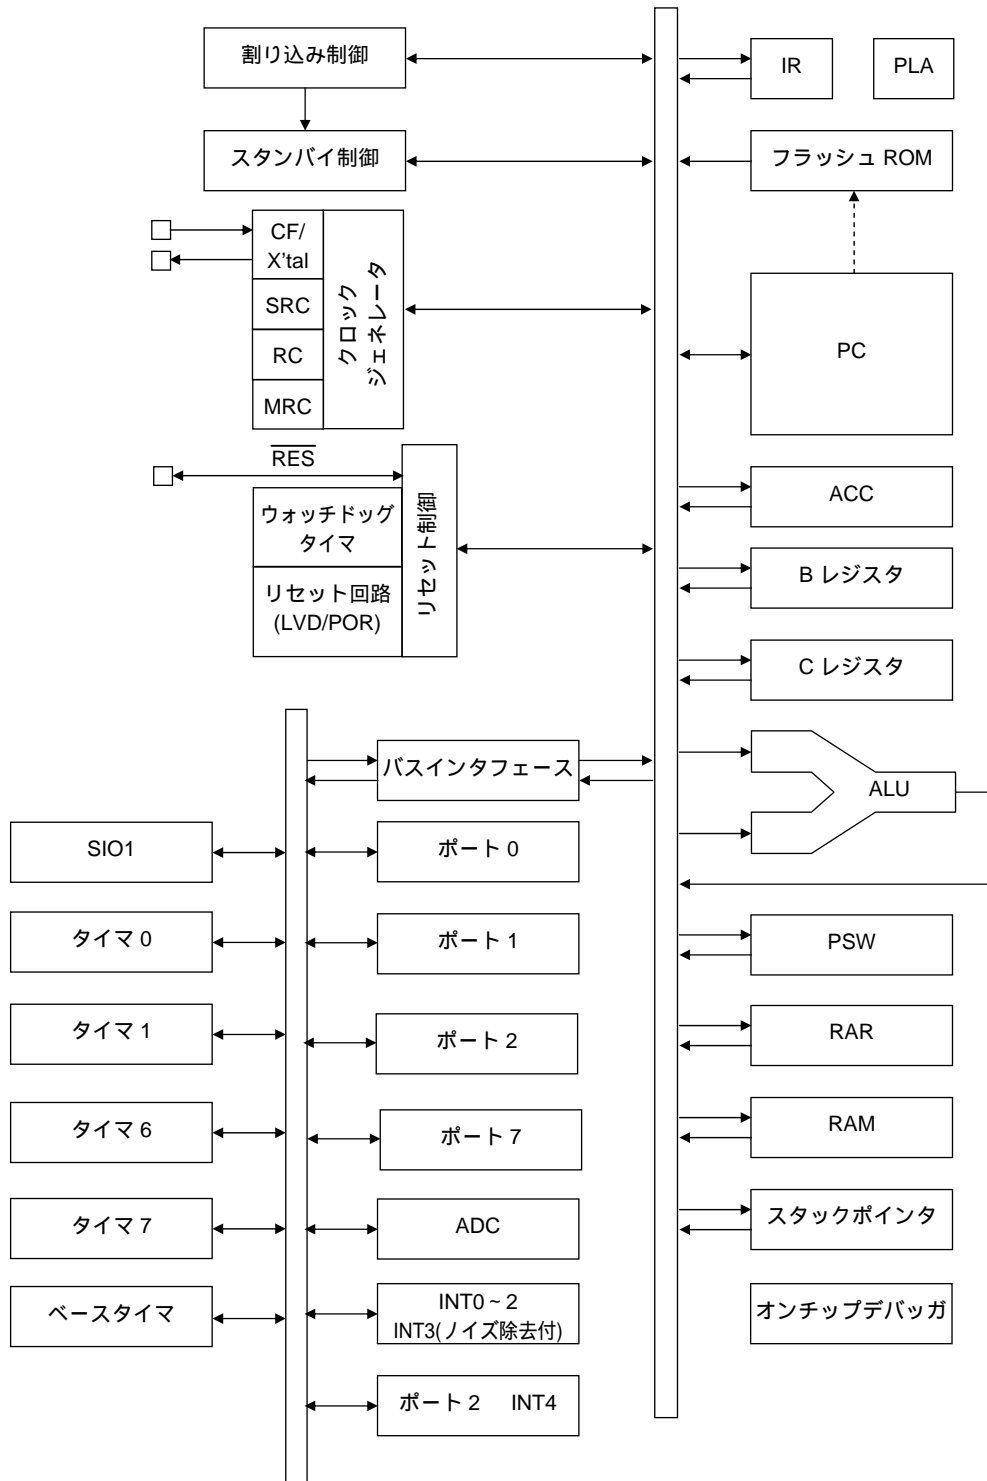 割り込み制御
スタンバイ制御
CF/
X'tal
SRC
RC
MRC
クロック
ジェネレータ
RES
ウォッチドッグ
タイマ
リセット回路
(LVD/POR)
リセット制御
IR
PLA
フラッシュ ROM
PC
ACC
B レジスタ
C レジスタ
ALU
PSW
RAR
RAM
スタックポインタ
オンチップデバッガ
バスインタフェース
SIO1
タイマ 0
タイマ 1
タイマ 6
タイマ 7
ベースタイマ
ポート 0
ポート 1
ポート 2
ポート 7
ADC
INT0 ~ 2
INT3(ノイズ除去付)
ポート 2 INT4